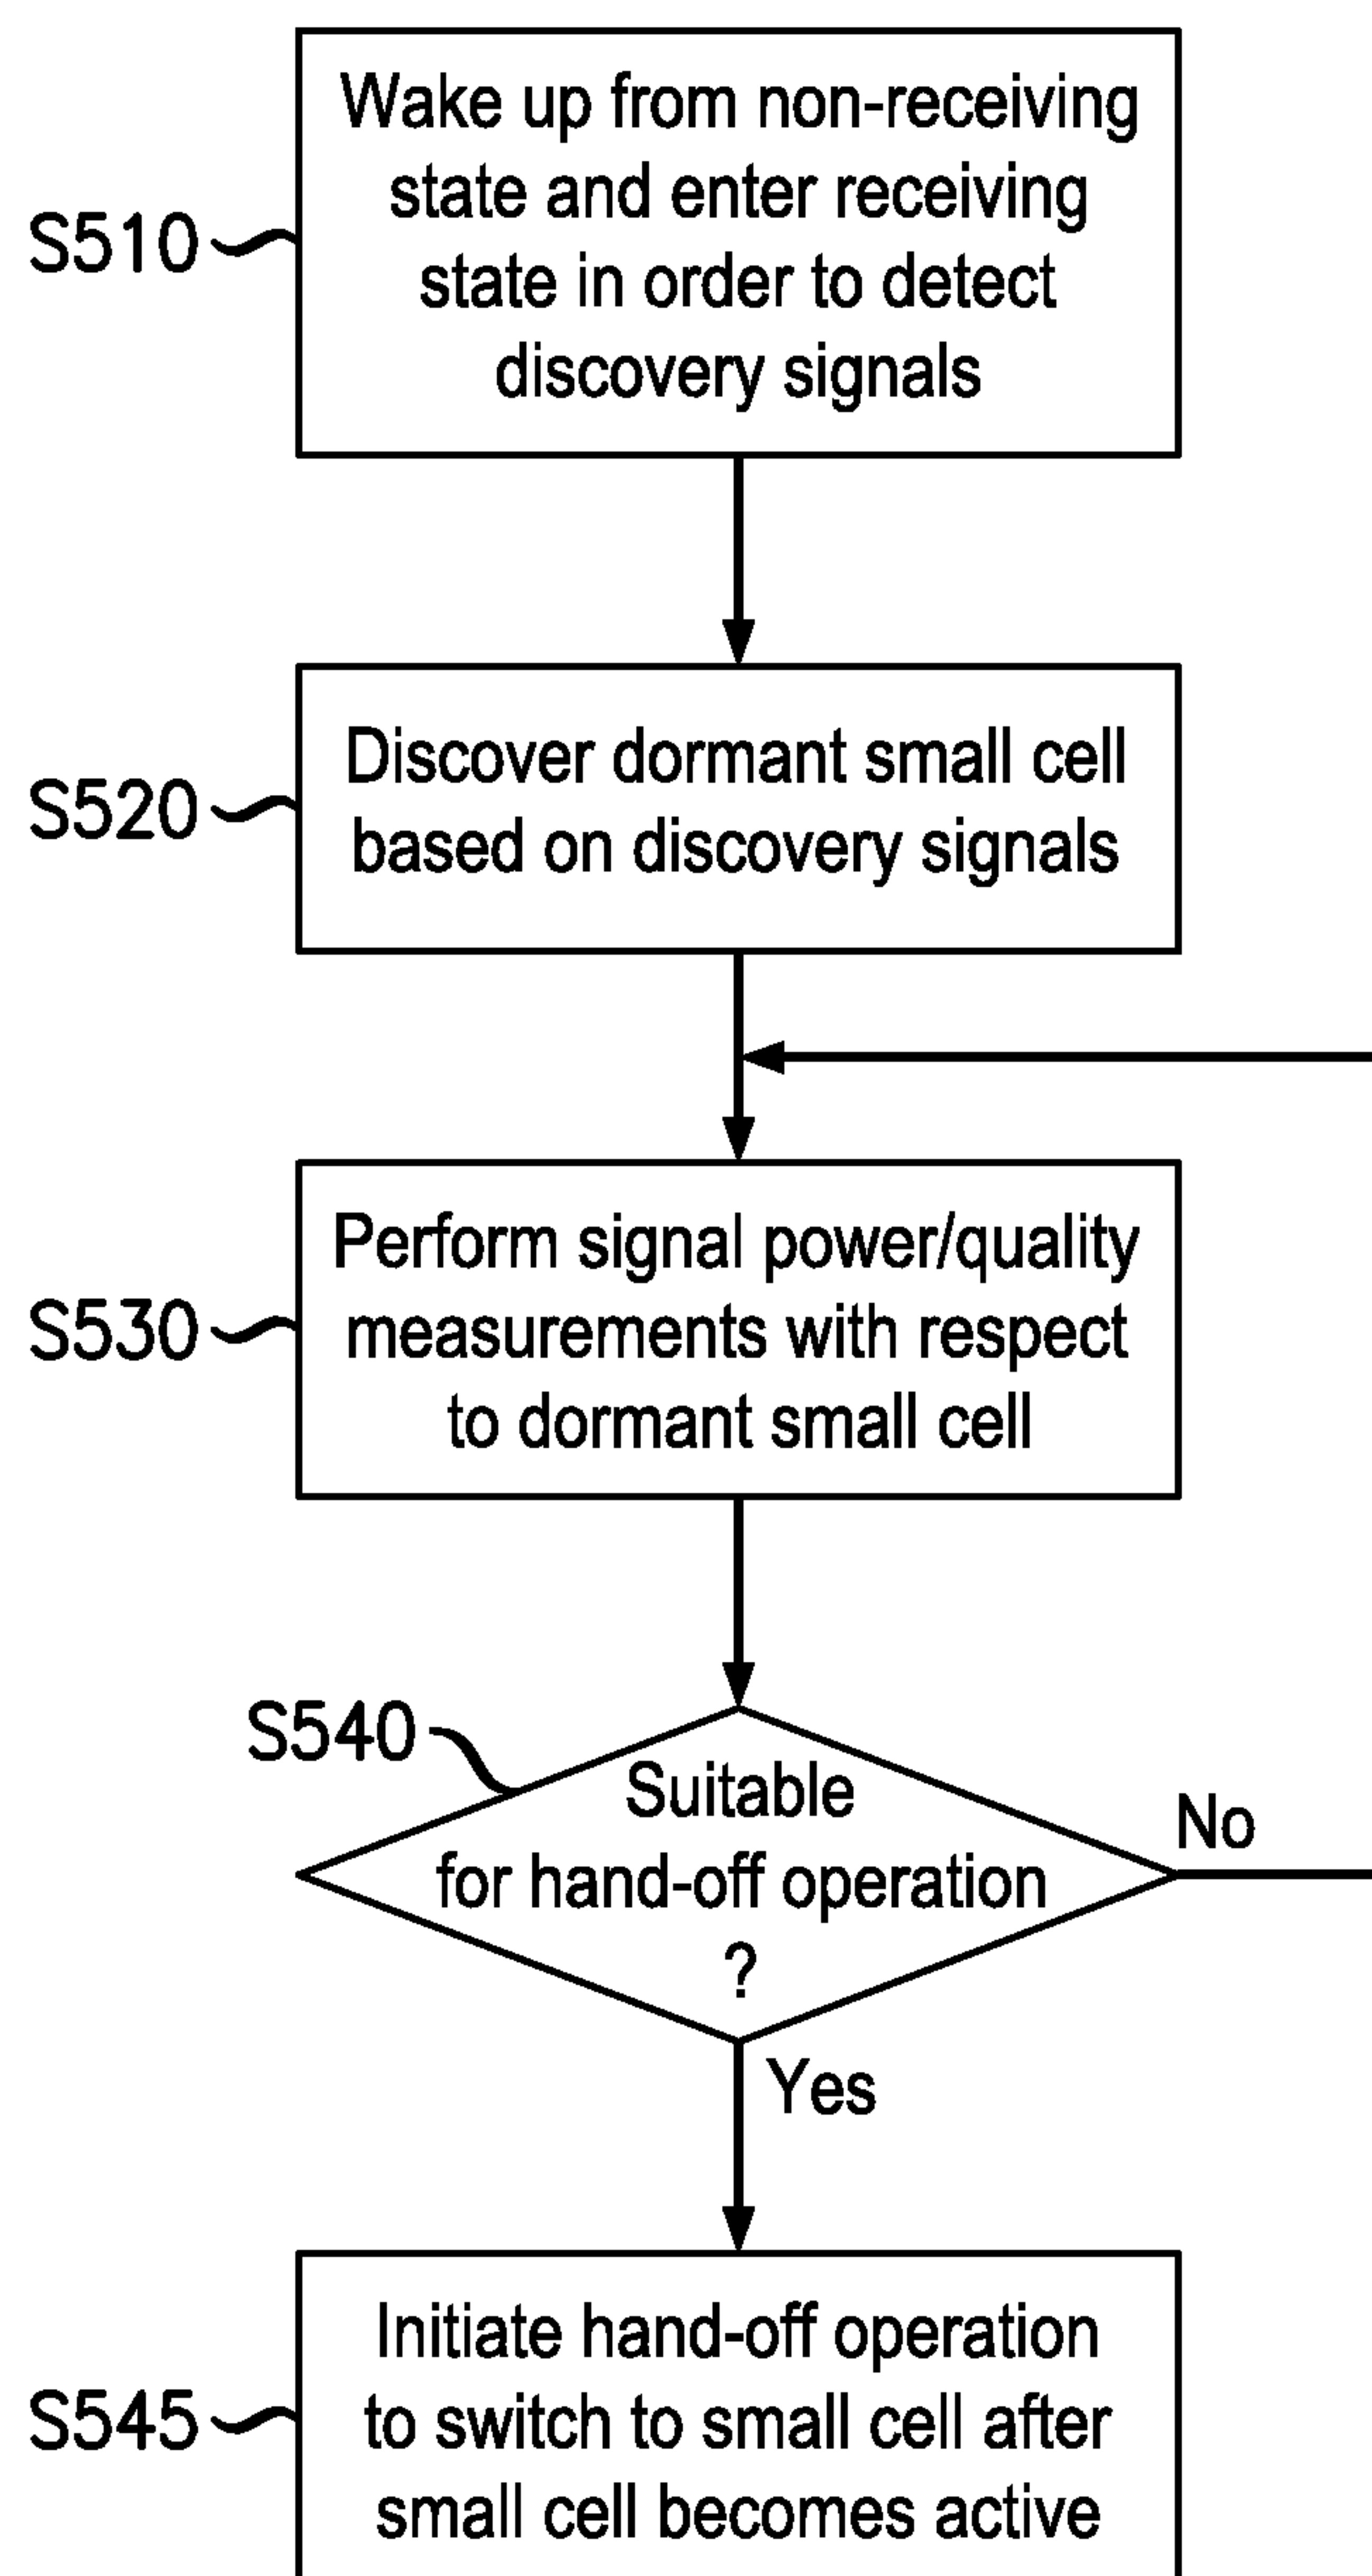 S510
Wake up from non-receiving
state and enter receiving
state in order to detect
discovery signals
S520
Discover dormant small cell
based on discovery signals
S530
Perform signal power/quality
measurements with respect
to dormant small cell
S540
Suitable
for hand-off operation
?
No
Yes
S545
Initiate hand-off operation
to switch to small cell after
small cell becomes active